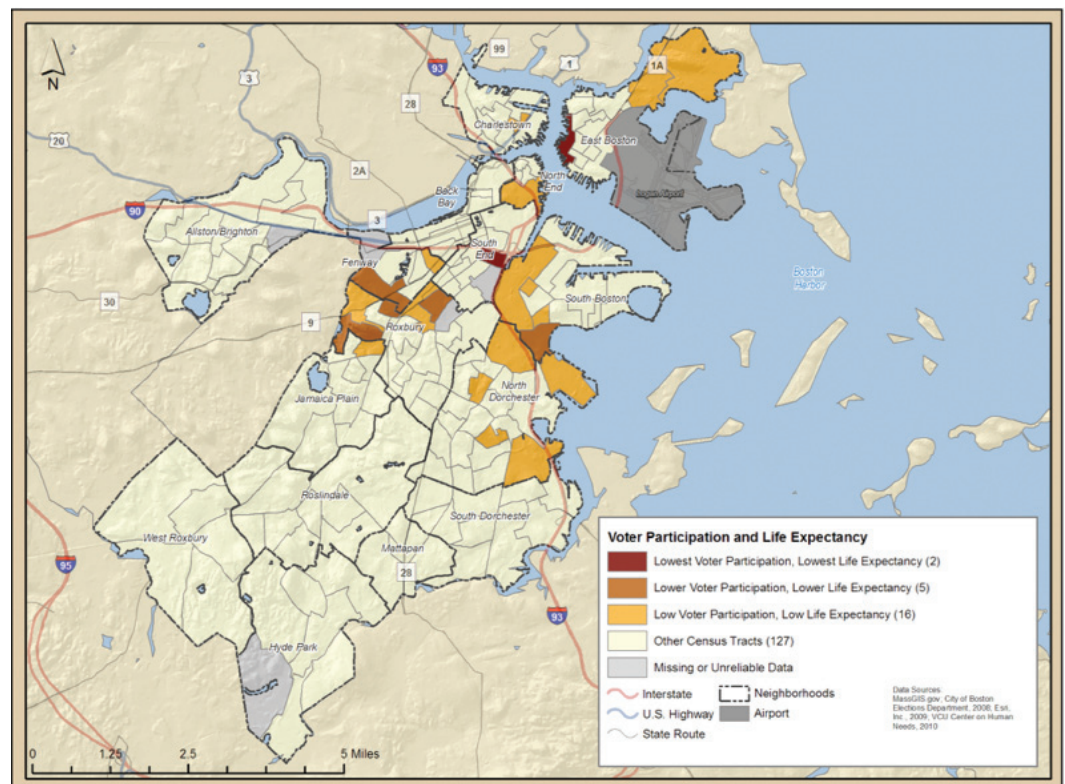 N
99
1
1A
93
3
28
Charlestown
East Boston
20
2A
North
End
Logan Airport
Back
Bay
90
3
Allston/Brighton
South
End
Fenway
Boston
Harbor
30
South Boston
9
Roxbury
North
Dorchester
Jamaica Plain
Roslindale
South Dorchester
West Roxbury
Mattapan
95
28
93
Hyde Park
Voter Participation and Life Expectancy
Lowest Voter Participation, Lowest Life Expectancy (2)
Lower Voter Participation, Lower Life Expectancy (5)
Low Voter Participation, Low Life Expectancy (16)
Other Census Tracts (127)
Missing or Unreliable Data
Interstate
Neighborhoods
U.S. Highway
Airport
State Route
Data Sources:
MassGIS.gov; City of Boston
Elections Department, 2008; Esri,
Inc., 2009; VCU Center on Human
Needs, 2010
0 1.25 2.5 5 Miles